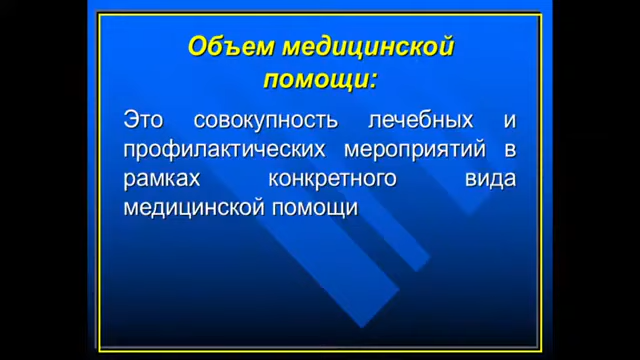 Объем медицинской
помощи:
Это совокупность лечебных и
профилактических мероприятий в
рамках конкретного вида
медицинской помощи